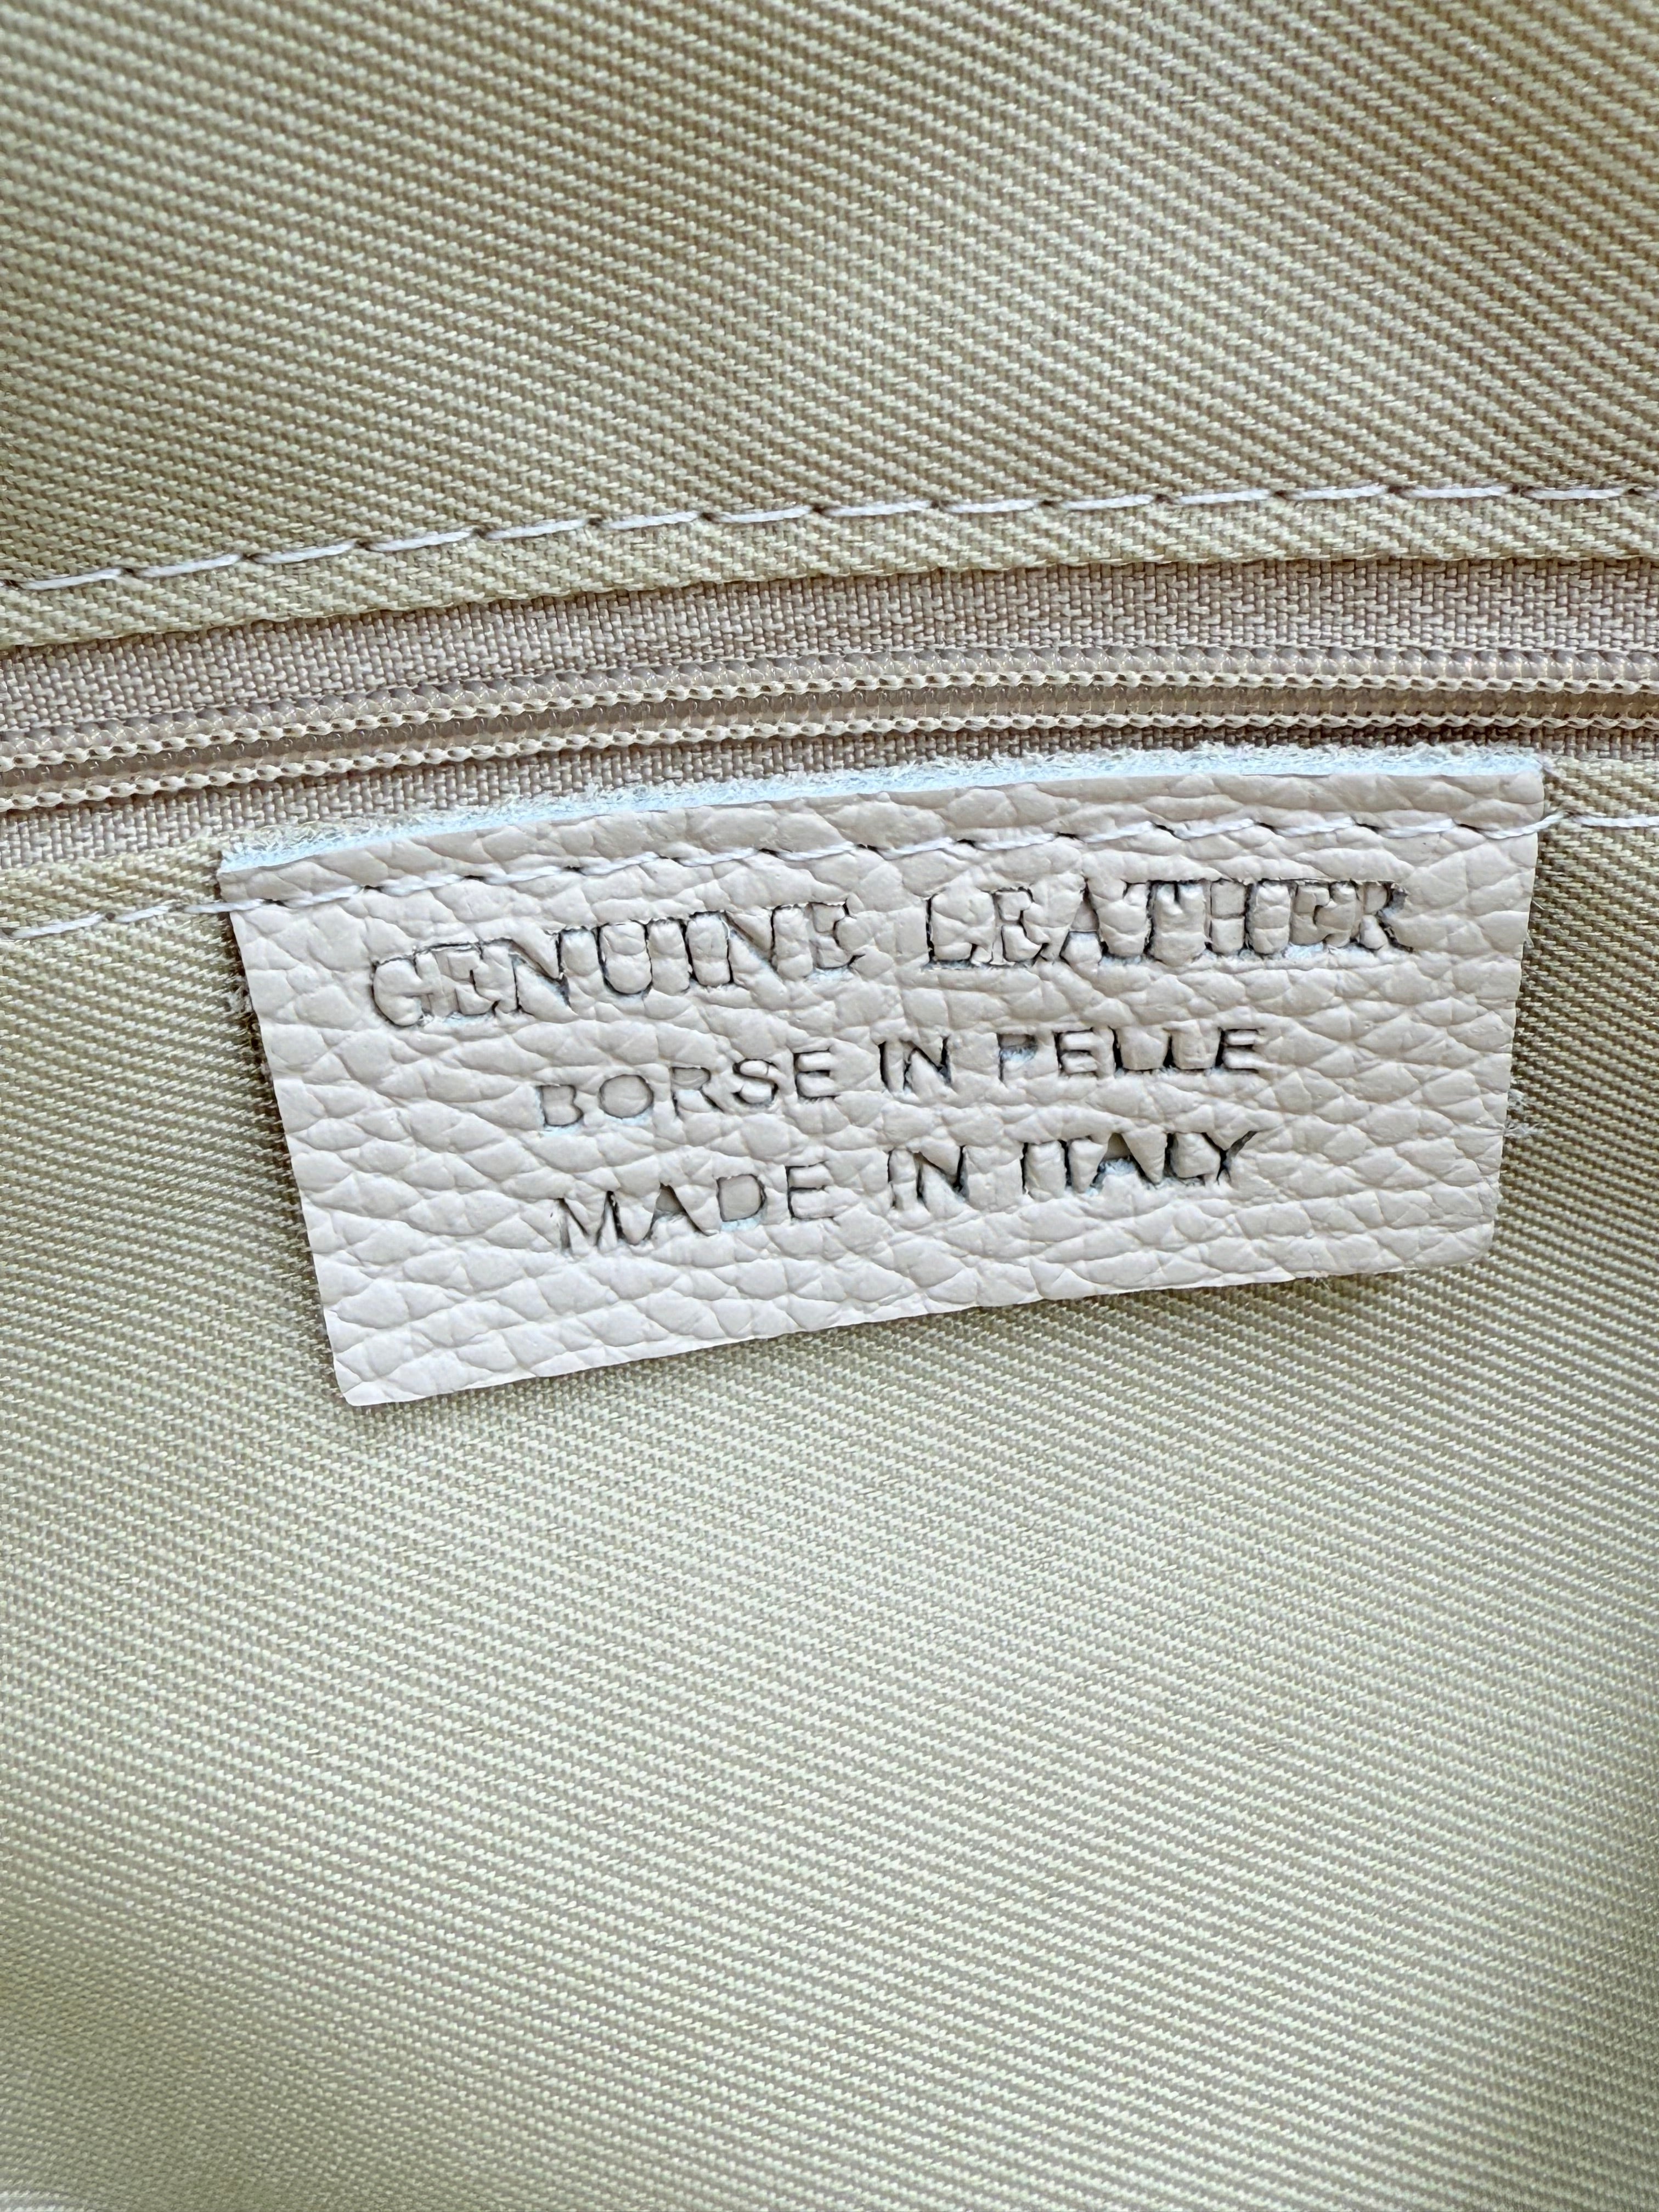 GENUINE LEATHER
BORSE IN PELLE
MADE IN ITALY